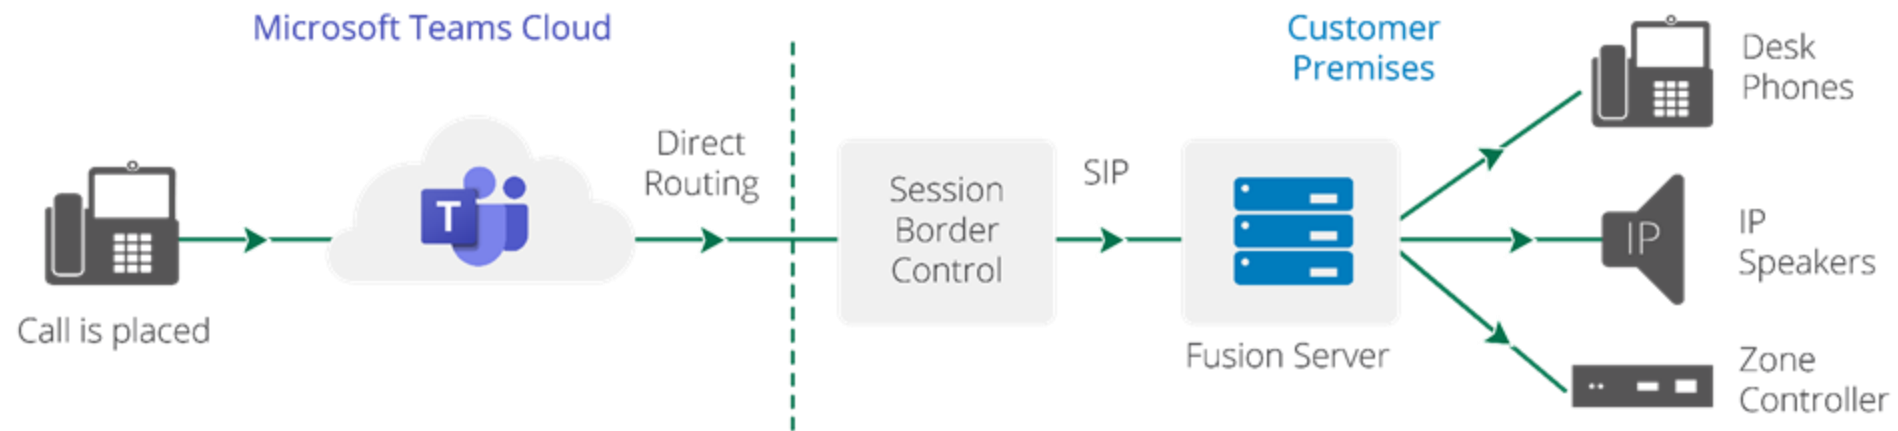 Microsoft Teams Cloud
Customer
Premises
Desk
Phones
Direct
Routing
T
Session
Border
Control
SIP
IP
IP
Speakers
Call is placed
Fusion Server
Zone
Controller